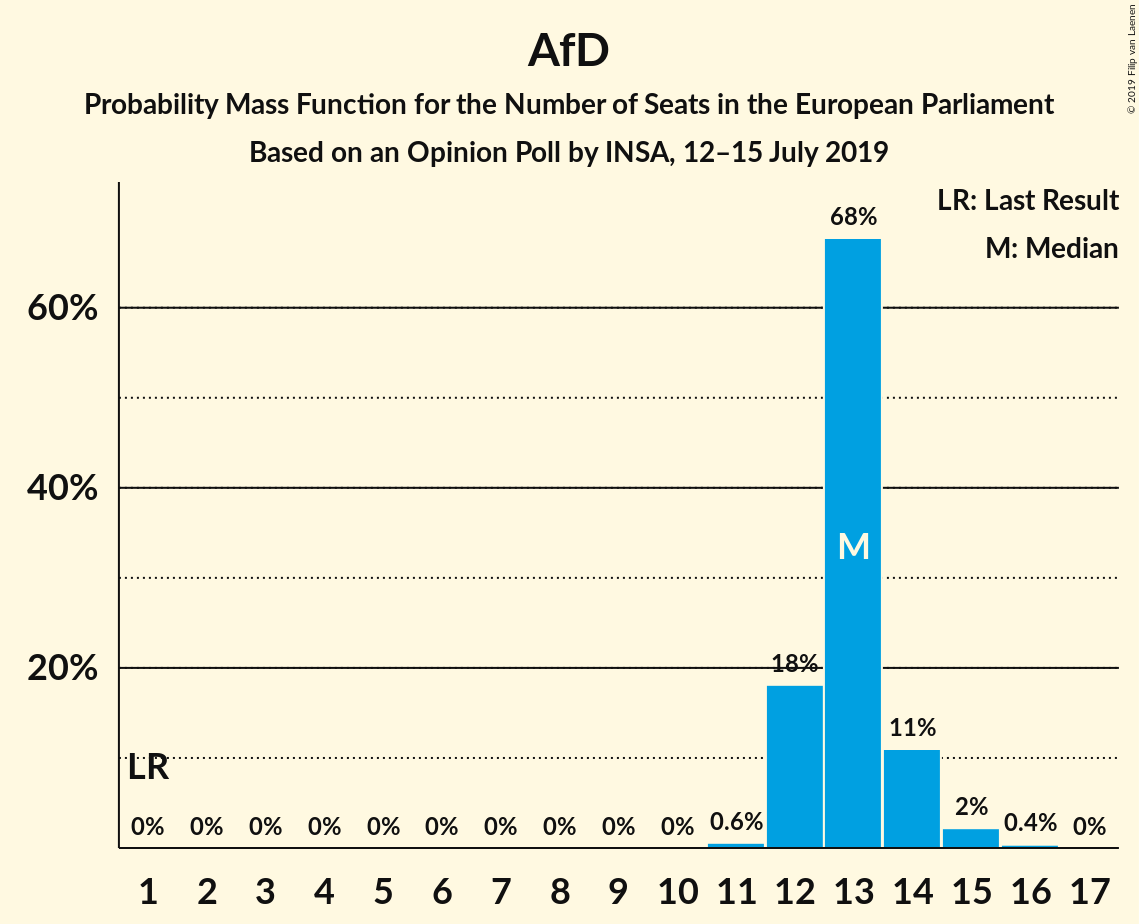 AfD
Probability Mass Function for the Number of Seats in the European Parliament
Based on an Opinion Poll by INSA, 12–15 July 2019
© 2019 Filip van Laenen
LR: Last Result
M: Median
68%
60%
40%
M
20%
18%
11%
LR
0% 0% 0% 0% 0% 0% 0% 0% 0% 0% 0.6% 2% 0.4% 0%
1 2 3 4 5 6 7 8 9 10 11 12 13 14 15 16 17